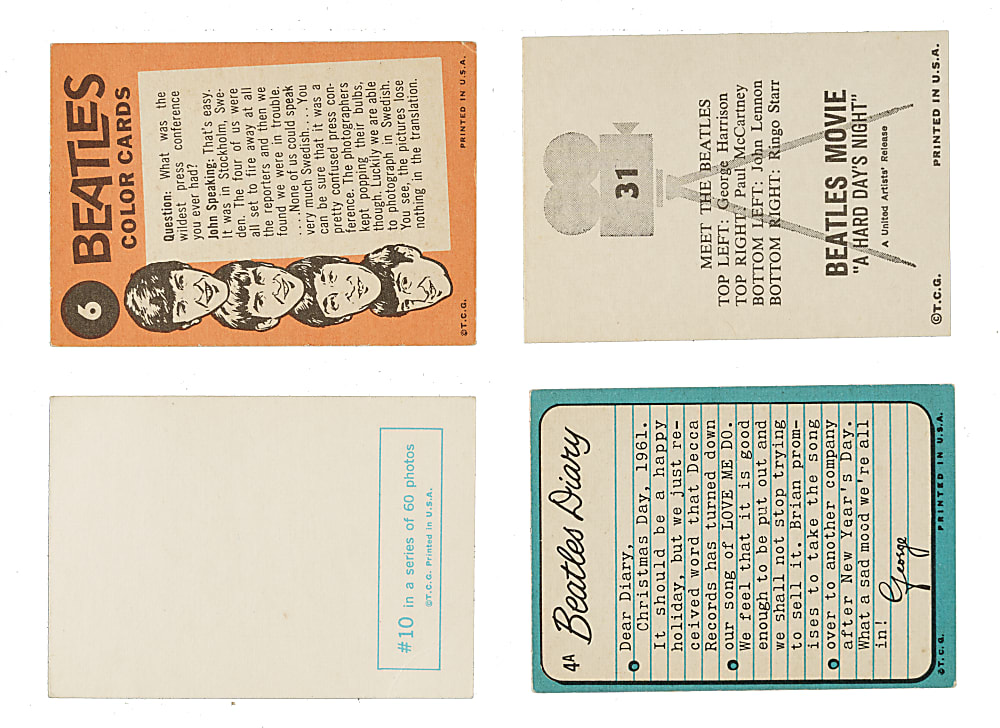 6
BEATLES
COLOR CARDS
Question: What was the
wildest press conference
you ever had?
John Speaking: That's easy.
It was in Stockholm, Swe-
den. The four of us were
all set to fire away at all
the reporters and then we
found we were in trouble.
....None of us could speak
very much Swedish.....You
can be sure that it was a
pretty confused press con-
ference. The photographers
kept popping their bulbs,
though. Luckily we are able
to photograph in Swedish.
You see, the pictures lose
nothing in the translation.
©T.C.G.
PRINTED IN U.S.A.
31
MEET THE BEATLES
TOP LEFT: George Harrison
TOP RIGHT: Paul McCartney
BOTTOM LEFT: John Lennon
BOTTOM RIGHT: Ringo Starr
BEATLES MOVIE
"A HARD DAY'S NIGHT"
A United Artists' Release
©T.C.G.
PRINTED IN U.S.A.
#10 in a series of 60 photos
©T.C.G. Printed in U.S.A.
4A
Beatles Diary
Dear Diary,
Christmas Day, 1961.
It should be a happy
holiday, but we just re-
ceived word that Decca
Records has turned down
our song of LOVE ME DO.
We feel that it is good
enough to be put out and
we shall not stop trying
to sell it. Brian prom-
ises to take the song
over to another company
after New Year's Day.
What a sad mood we're all
in!
George
©T.C.G.
PRINTED IN U.S.A.